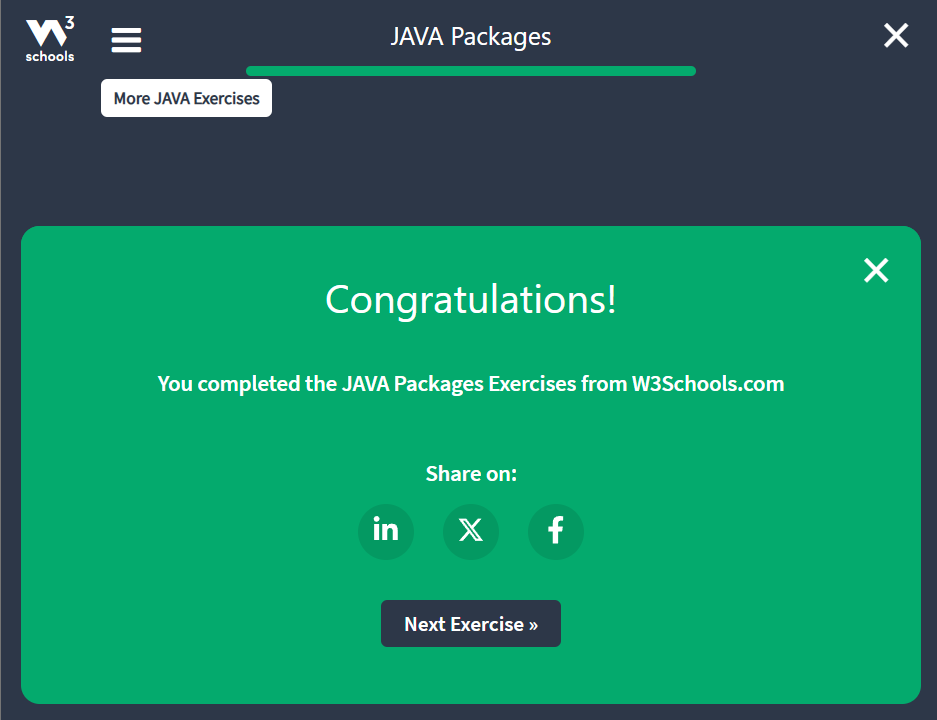 W3
schools
JAVA Packages
More JAVA Exercises
Congratulations!
You completed the JAVA Packages Exercises from W3Schools.com
Share on:
in
X
f
Next Exercise »